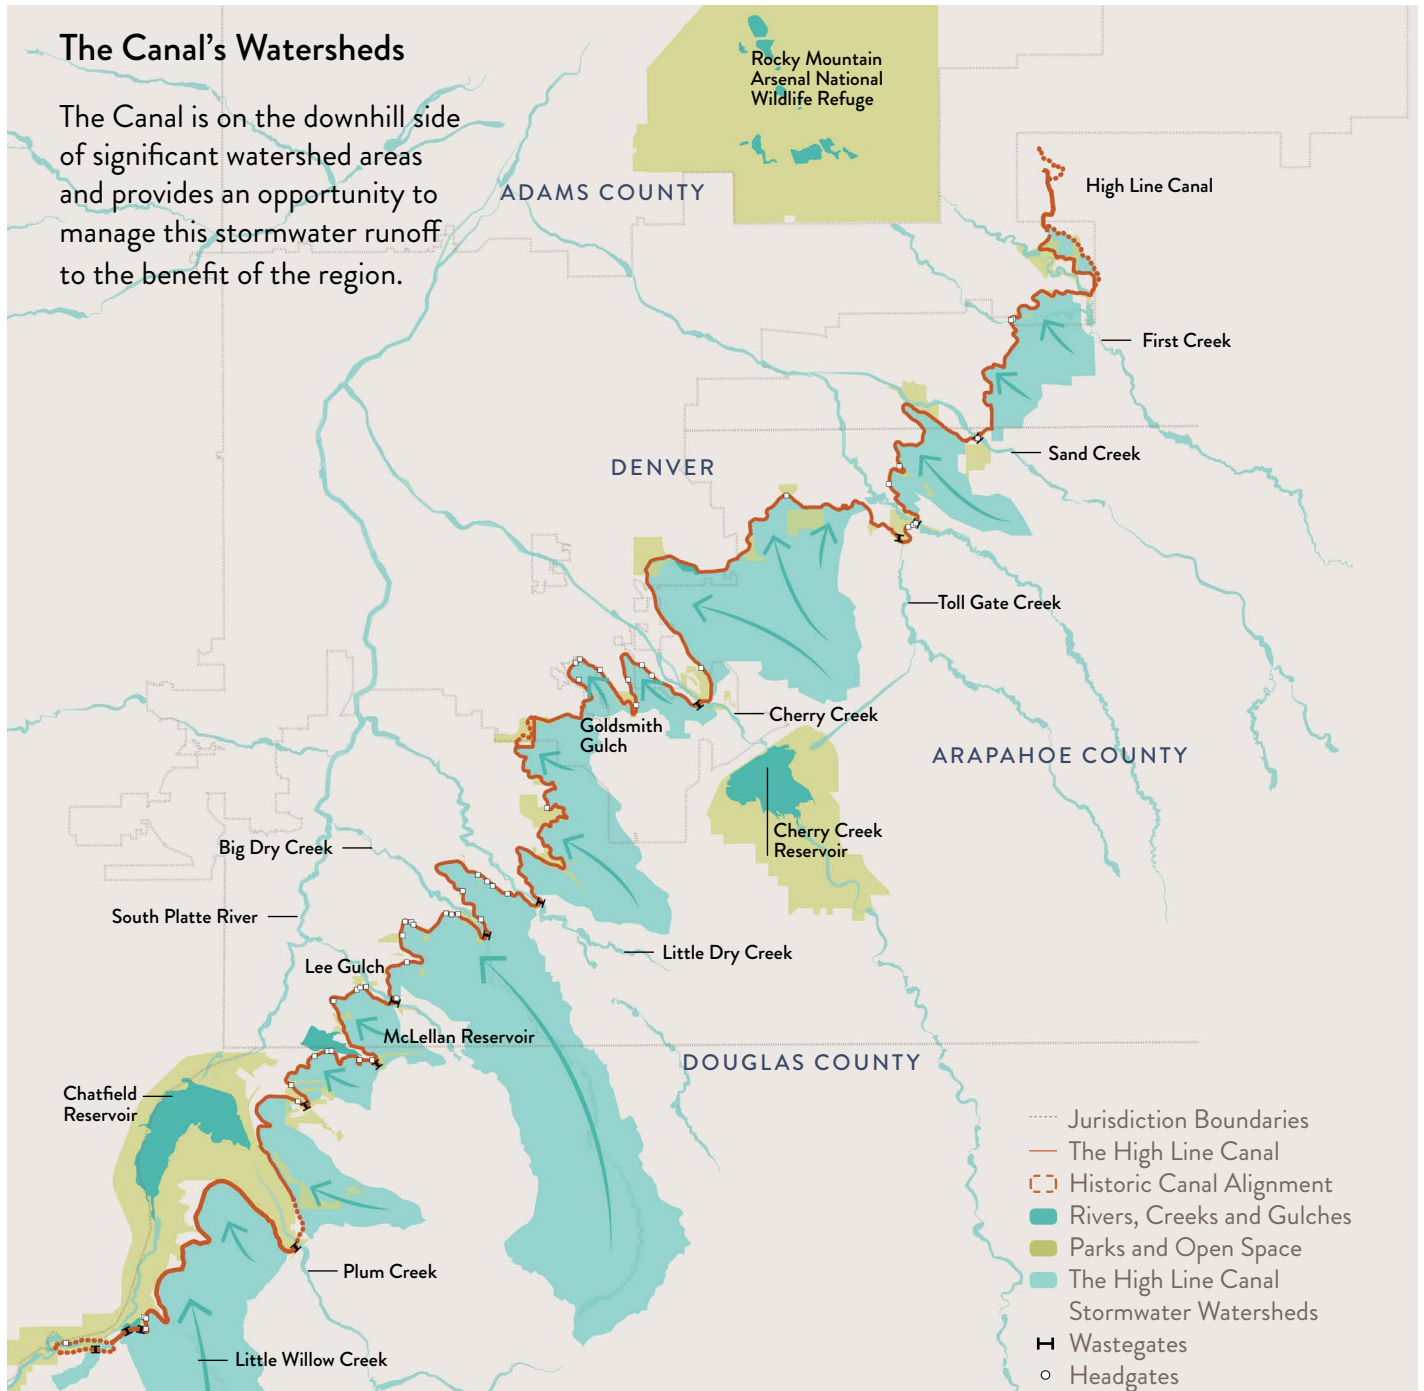 The Canal's Watersheds
The Canal is on the downhill side
of significant watershed areas
and provides an opportunity to
manage this stormwater runoff
to the benefit of the region.
Rocky Mountain
Arsenal National
Wildlife Refuge
ADAMS COUNTY
High Line Canal
First Creek
Sand Creek
DENVER
Toll Gate Creek
Cherry Creek
Goldsmith
Gulch
ARAPAHOE COUNTY
Cherry Creek
Reservoir
Big Dry Creek
South Platte River
Little Dry Creek
Lee Gulch
McLellan Reservoir
DOUGLAS COUNTY
Chatfield
Reservoir
Plum Creek
Little Willow Creek
Jurisdiction Boundaries
The High Line Canal
Historic Canal Alignment
Rivers, Creeks and Gulches
Parks and Open Space
The High Line Canal
Stormwater Watersheds
Wastegates
Headgates